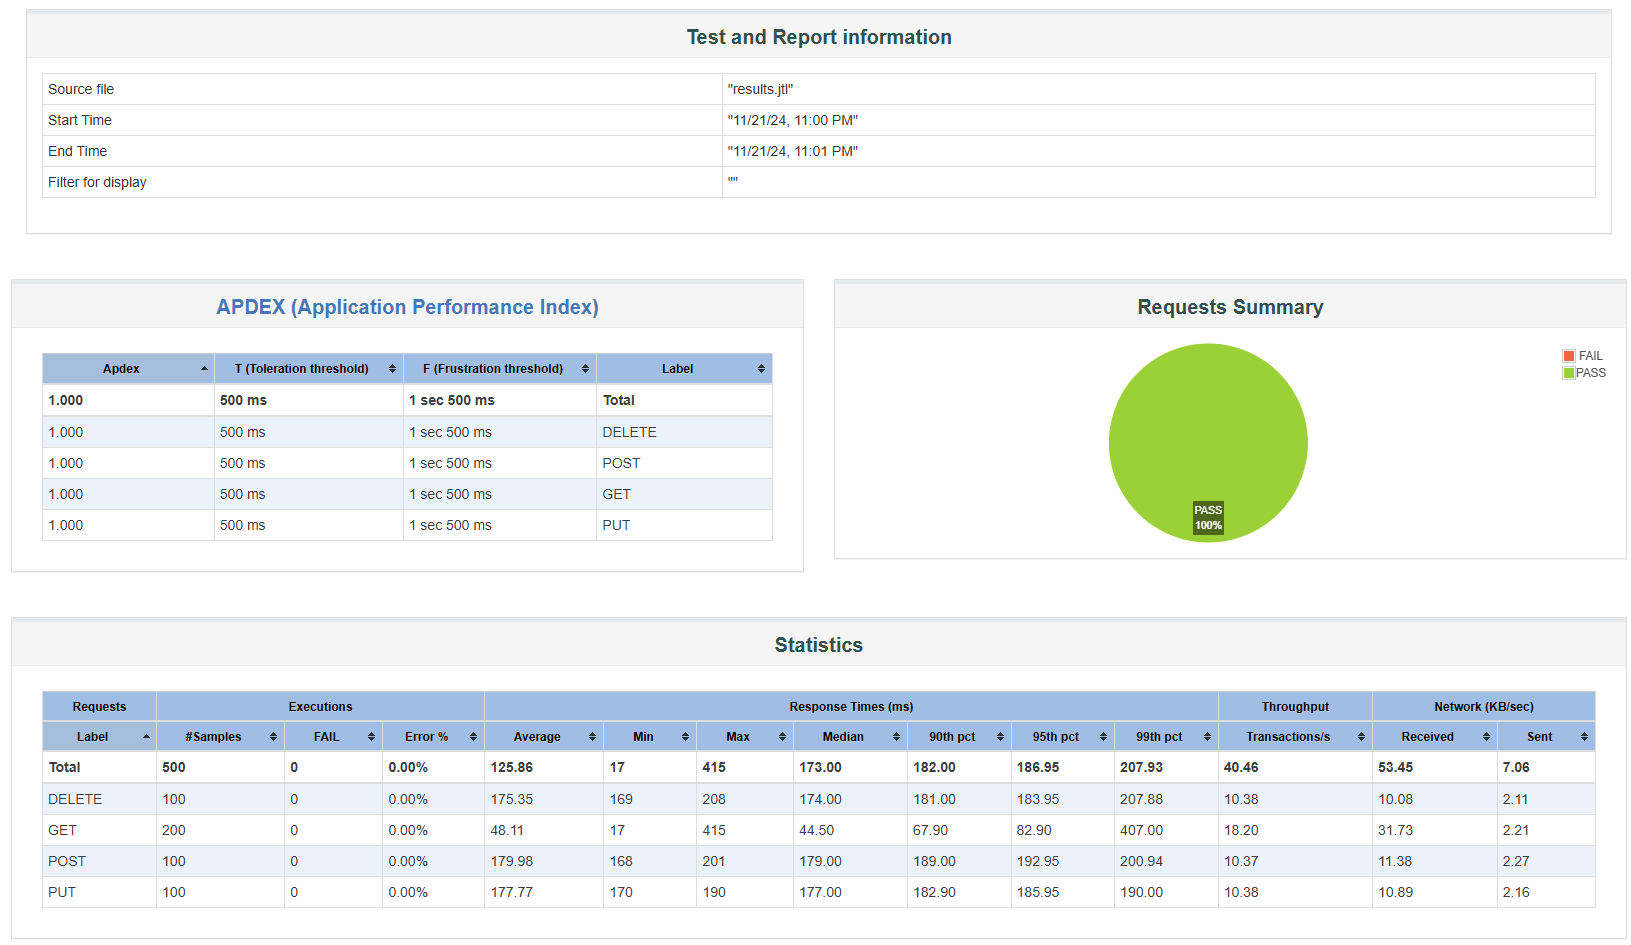 Test and Report information
Source file "results.jtl"
Start Time "11/21/24, 11:00 PM"
End Time "11/21/24, 11:01 PM"
Filter for display ""
APDEX (Application Performance Index)
Apdex T (Toleration threshold) F (Frustration threshold) Label
1.000 500 ms 1 sec 500 ms Total
1.000 500 ms 1 sec 500 ms DELETE
1.000 500 ms 1 sec 500 ms POST
1.000 500 ms 1 sec 500 ms GET
1.000 500 ms 1 sec 500 ms PUT
Requests Summary
FAIL
PASS
PASS
100%
Statistics
Requests Executions Response Times (ms) Throughput Network (KB/sec)
Label #Samples FAIL Error % Average Min Max Median 90th pct 95th pct 99th pct Transactions/s Received Sent
Total 500 0 0.00% 125.86 17 415 173.00 182.00 186.95 207.93 40.46 53.45 7.06
DELETE 100 0 0.00% 175.35 169 208 174.00 181.00 183.95 207.88 10.38 10.08 2.11
GET 200 0 0.00% 48.11 17 415 44.50 67.90 82.90 407.00 18.20 31.73 2.21
POST 100 0 0.00% 179.98 168 201 179.00 189.00 192.95 200.94 10.37 11.38 2.27
PUT 100 0 0.00% 177.77 170 190 177.00 182.90 185.95 190.00 10.38 10.89 2.16